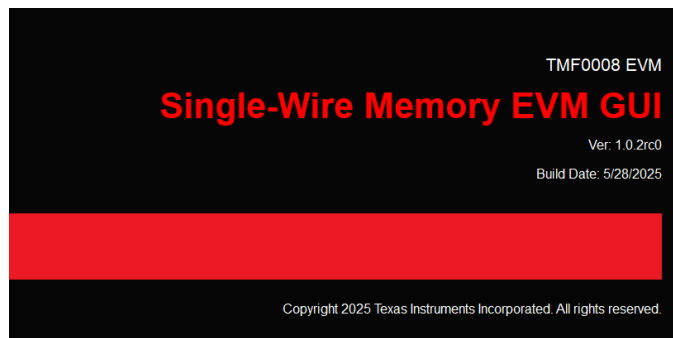 TMF0008 EVM
Single-Wire Memory EVM GUI
Ver: 1.0.2rc0
Build Date: 5/28/2025
Copyright 2025 Texas Instruments Incorporated. All rights reserved.